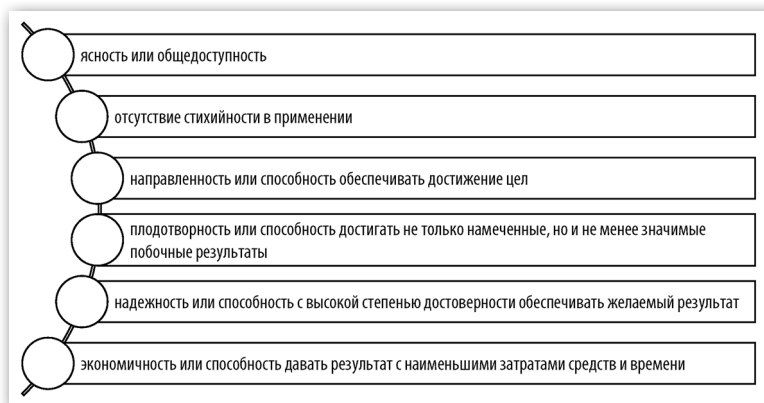 ясность или общедоступность
отсутствие стихийности в применении
направленность или способность обеспечивать достижение цел
плодотворность или способность достигать не только намеченные, но и не менее значимые
побочные результаты
надежность или способность с высокой степенью достоверности обеспечивать желаемый результат
экономичность или способность давать результат с наименьшими затратами средств и времени